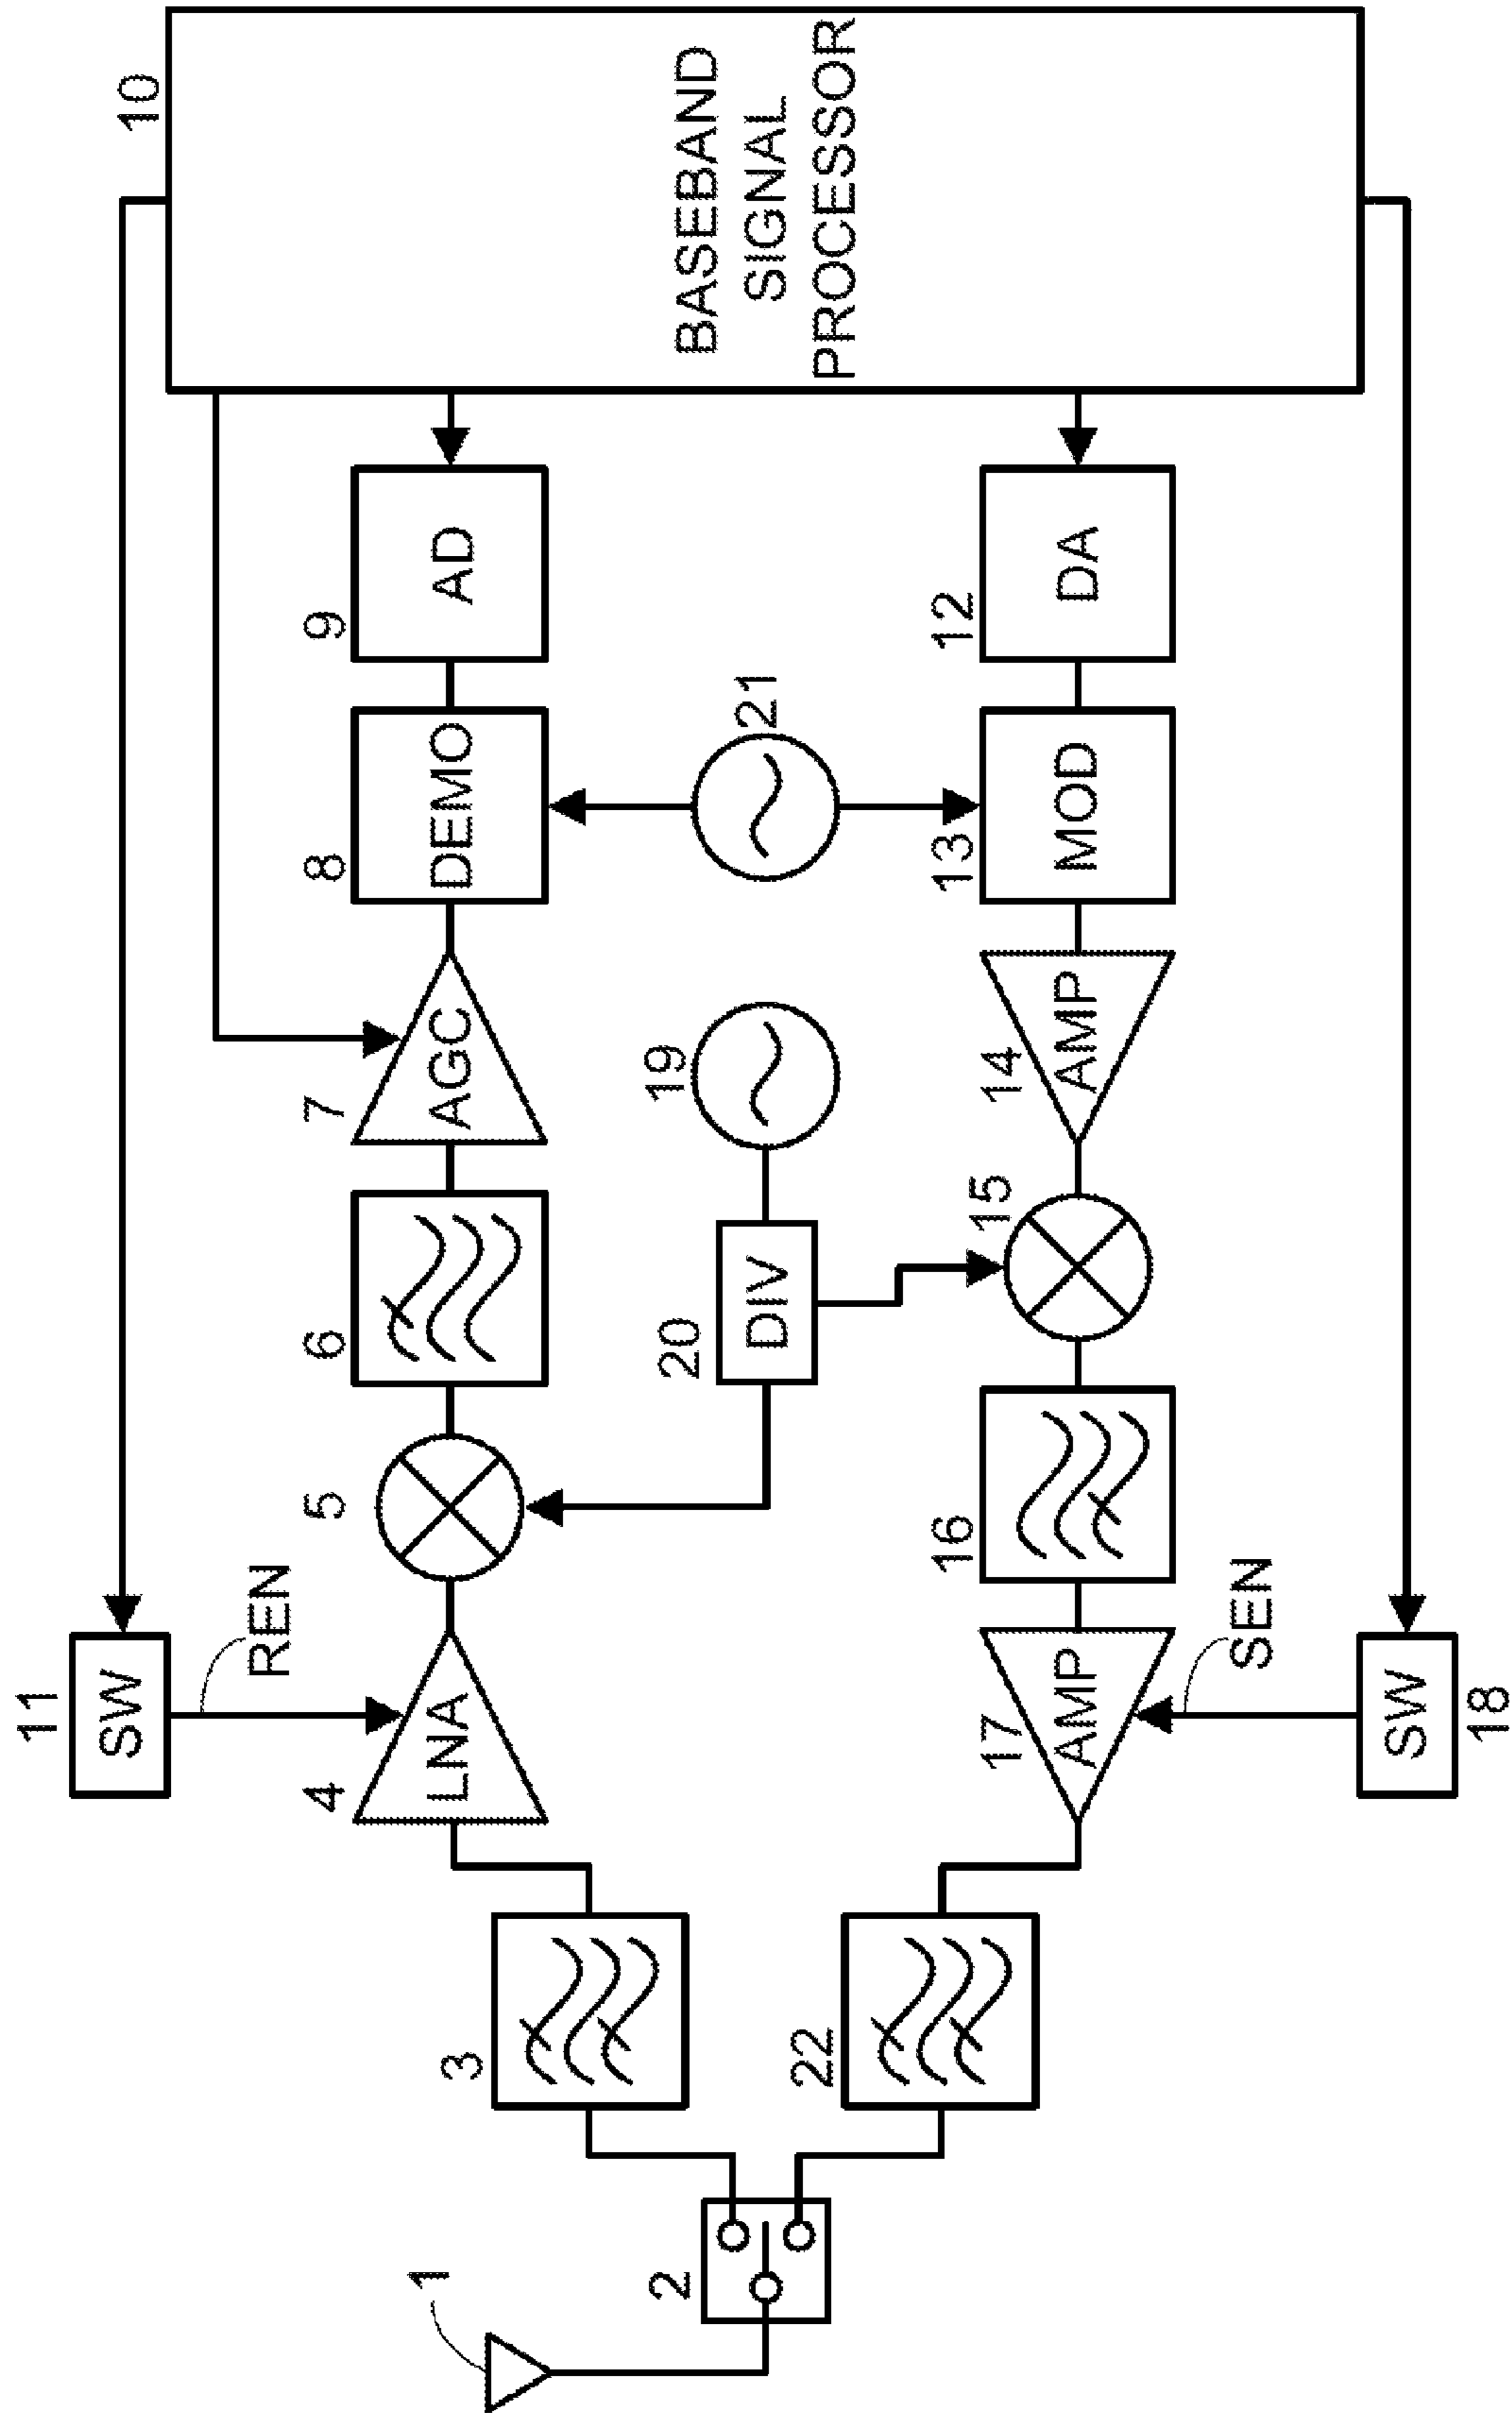 10
BASEBAND
SIGNAL
PROCESSOR
11
SW
REN
1
2
3
4
LNA
5
6
7
AGC
8
DEMO
9
AD
19
20
DIV
21
22
17
AMP
16
15
14
AMP
13
MOD
12
DA
SEN
SW
18